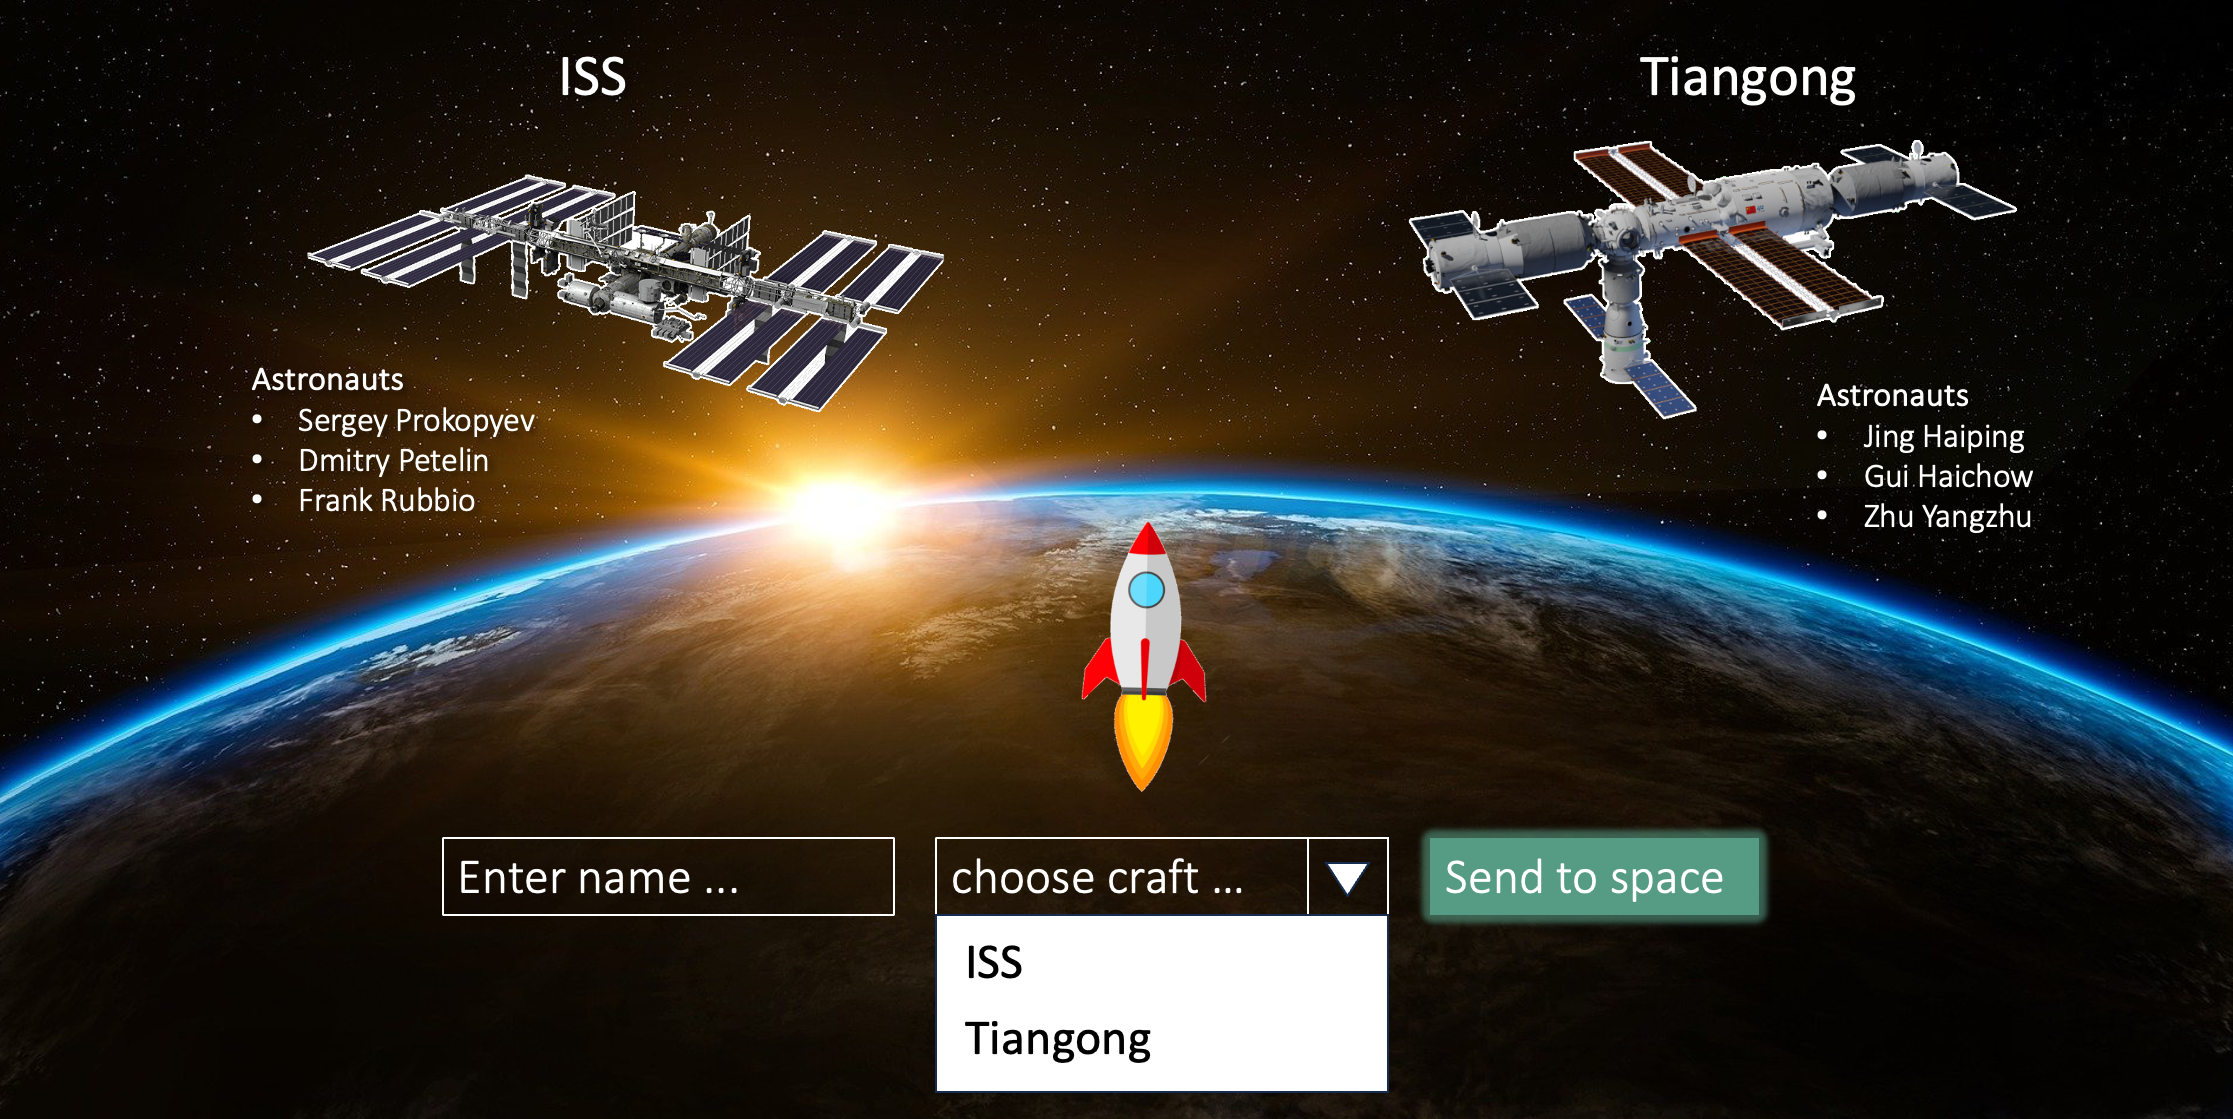 ISS
Tiangong
Astronauts
• Sergey Prokopyev
• Dmitry Petelin
• Frank Rubbio
Astronauts
• Jing Haiping
• Gui Haichow
• Zhu Yangzhu
Enter name ...
choose craft ...
Send to space
ISS
Tiangong